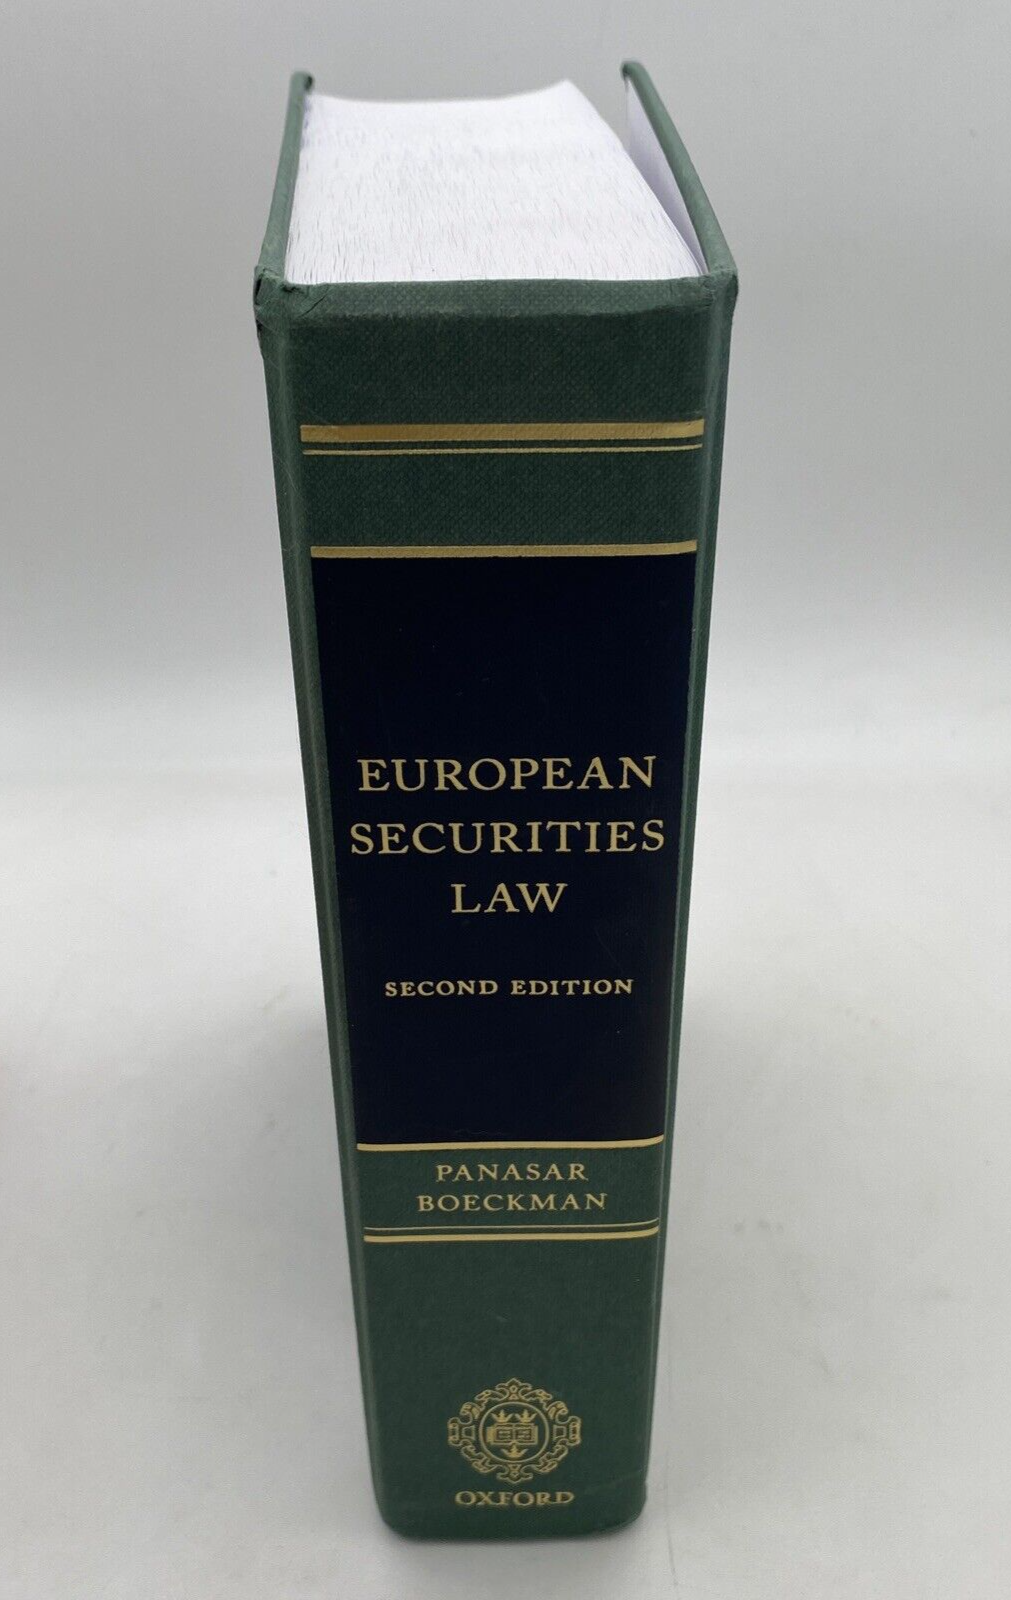 EUROPEAN
SECURITIES
LAW
SECOND EDITION
PANASAR
BOECKMAN
OXFORD